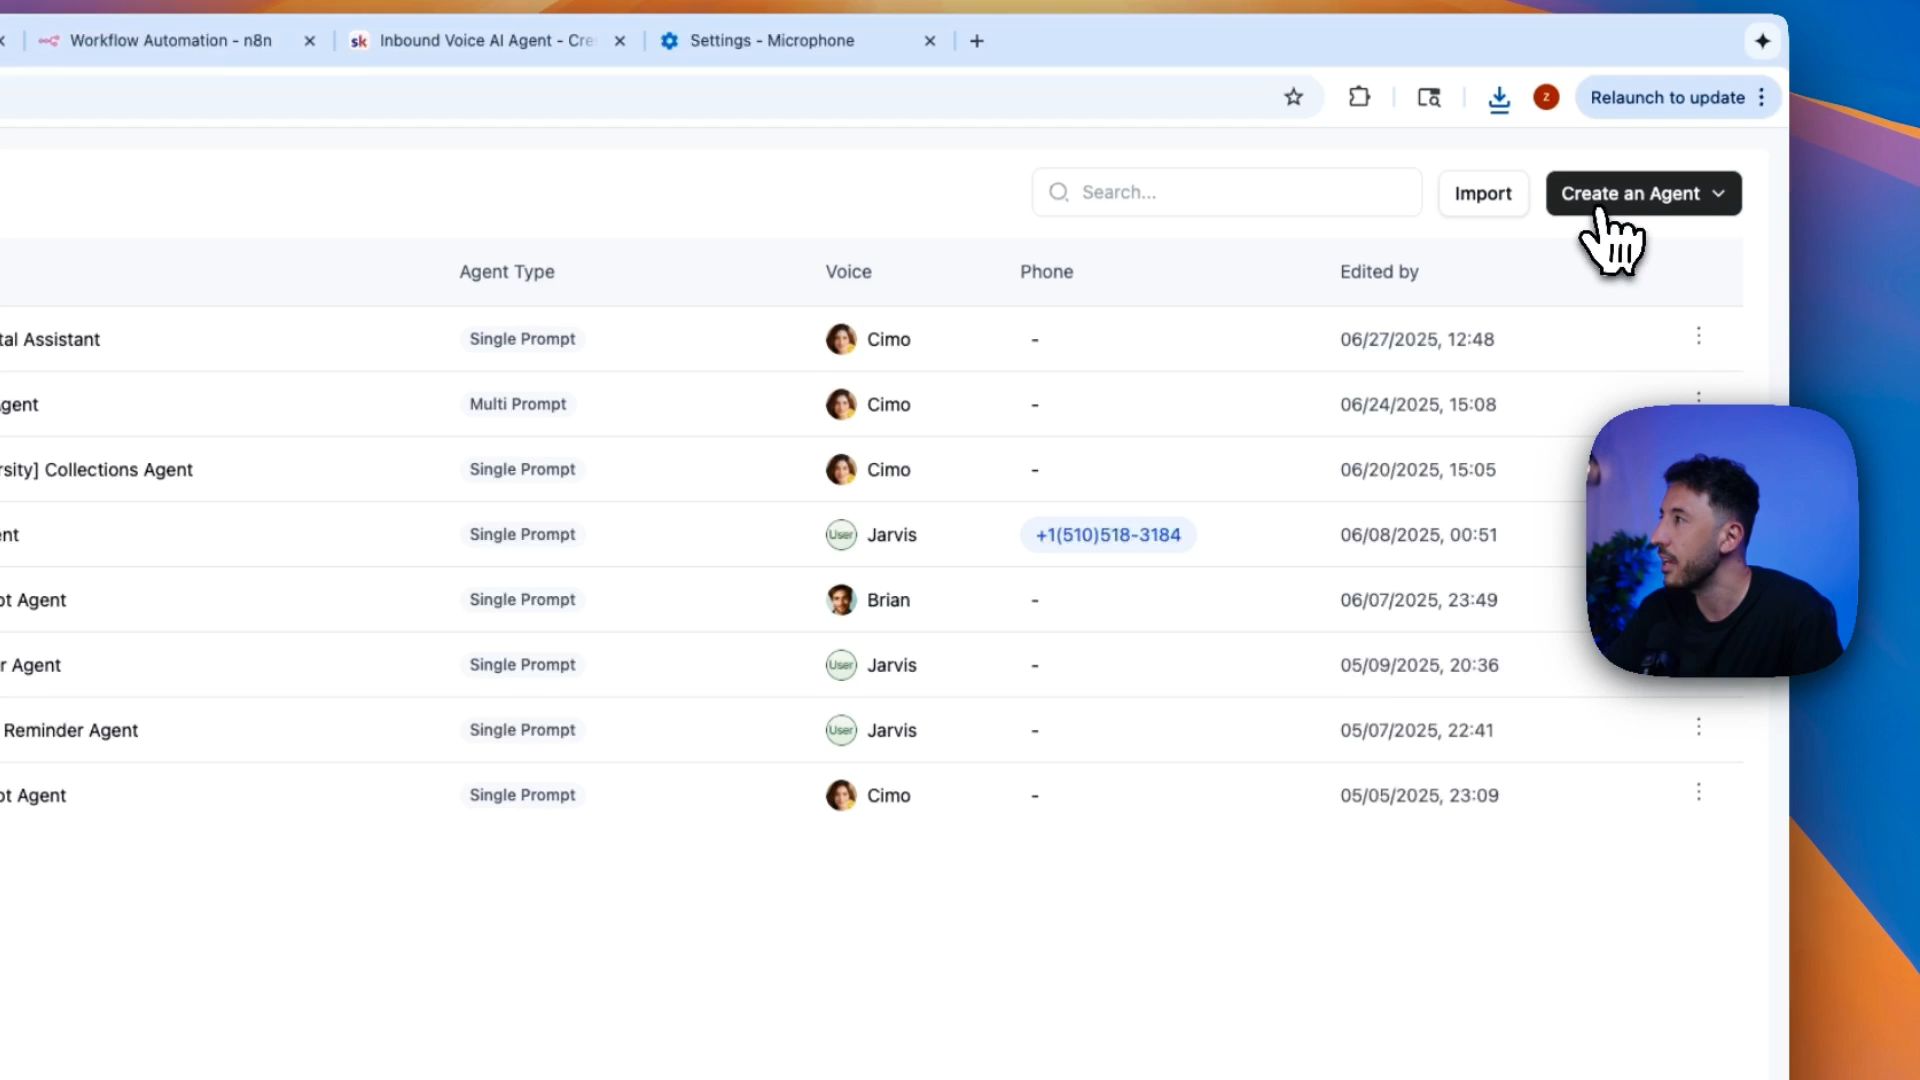 Workflow Automation - n8n
sk Inbound Voice AI Agent - Cre
Settings - Microphone
z
Relaunch to update
Search...
Import
Create an Agent
Agent Type Voice Phone Edited by
tal Assistant Single Prompt Cimo - 06/27/2025, 12:48
gent Multi Prompt Cimo - 06/24/2025, 15:08
rsity] Collections Agent Single Prompt Cimo - 06/20/2025, 15:05
nt Single Prompt User Jarvis +1(510)518-3184 06/08/2025, 00:51
ot Agent Single Prompt Brian - 06/07/2025, 23:49
r Agent Single Prompt User Jarvis - 05/09/2025, 20:36
Reminder Agent Single Prompt User Jarvis - 05/07/2025, 22:41
ot Agent Single Prompt Cimo - 05/05/2025, 23:09